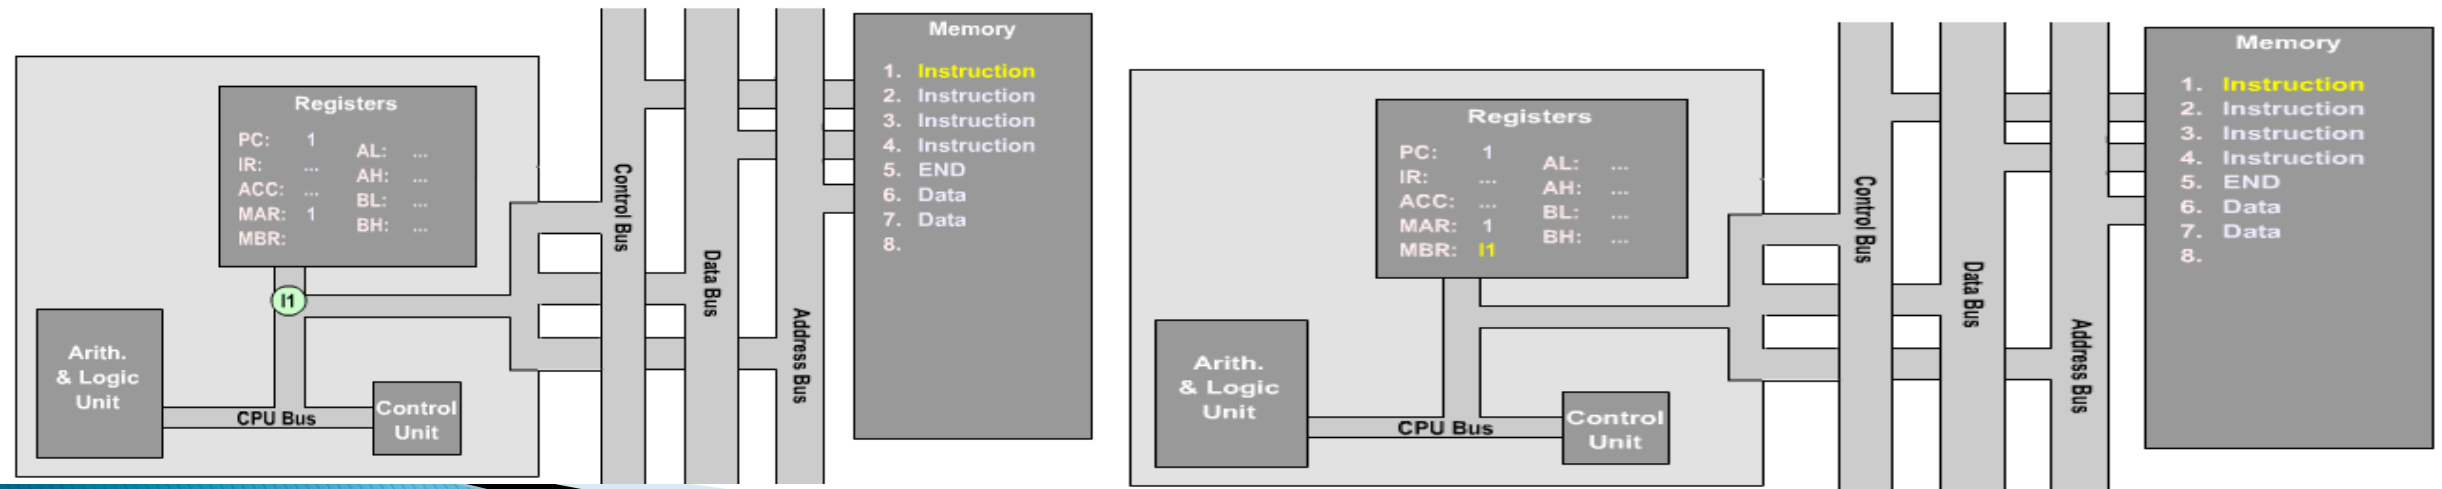 Registers
PC: 1
IR: ...
ACC: ...
MAR: 1
MBR:
AL: ...
AH: ...
BL: ...
BH: ...
I1
Arith.
& Logic
Unit
CPU Bus
Control
Unit
Control Bus
Data Bus
Address Bus
Memory
1. Instruction
2. Instruction
3. Instruction
4. Instruction
5. END
6. Data
7. Data
8.
Registers
PC: 1
IR: ...
ACC: ...
MAR: 1
MBR: I1
AL: ...
AH: ...
BL: ...
BH: ...
Arith.
& Logic
Unit
CPU Bus
Control
Unit
Control Bus
Data Bus
Address Bus
Memory
1. Instruction
2. Instruction
3. Instruction
4. Instruction
5. END
6. Data
7. Data
8.